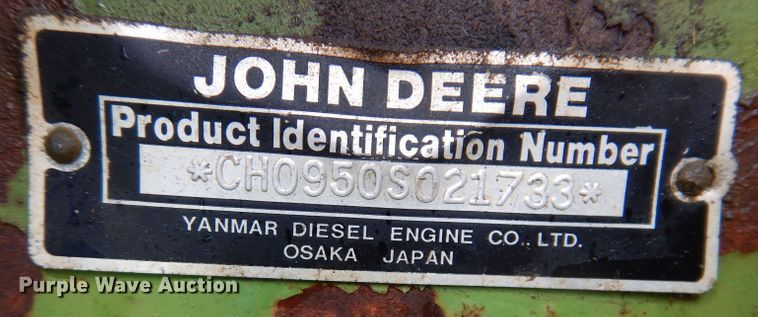 JOHN DEERE
Product Identification Number
*CH0950S021733*
YANMAR DIESEL ENGINE CO., LTD.
OSAKA JAPAN
Purple Wave Auction